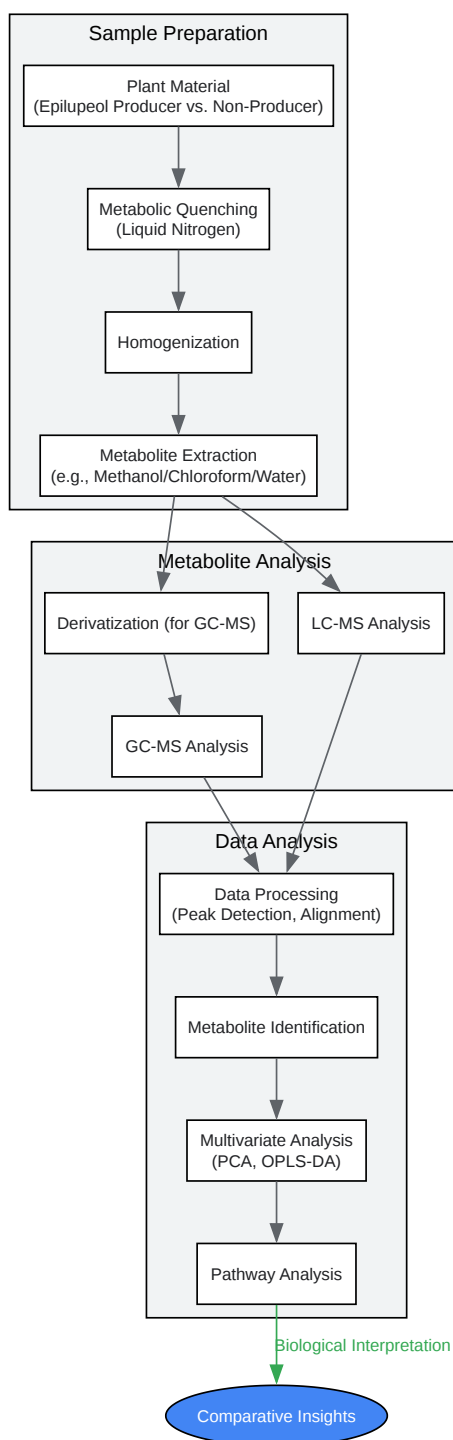 Sample Preparation
Plant Material
(Epilupeol Producer vs. Non-Producer)
Metabolic Quenching
(Liquid Nitrogen)
Homogenization
Metabolite Extraction
(e.g., Methanol/Chloroform/Water)
Metabolite Analysis
Derivatization (for GC-MS)
LC-MS Analysis
GC-MS Analysis
Data Analysis
Data Processing
(Peak Detection, Alignment)
Metabolite Identification
Multivariate Analysis
(PCA, OPLS-DA)
Pathway Analysis
Biological Interpretation
Comparative Insights